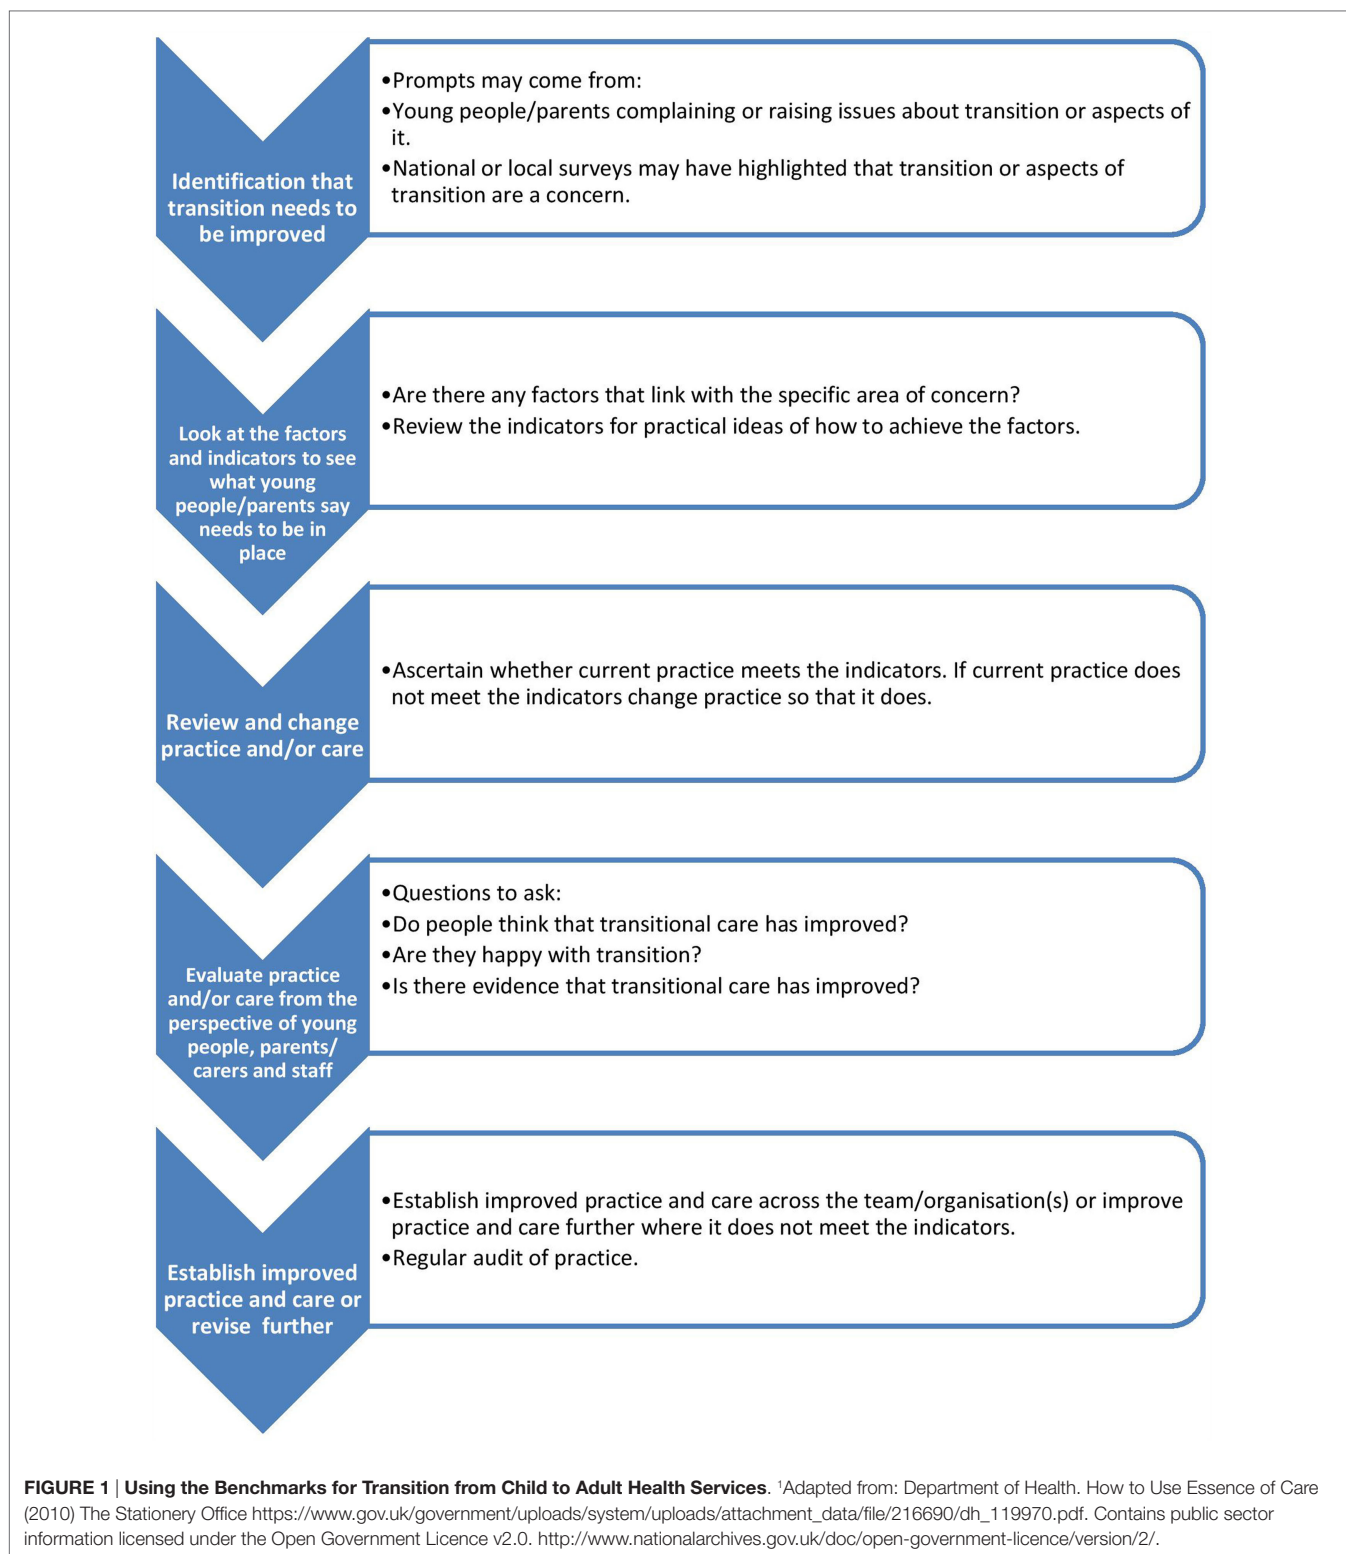 Identification that
transition needs to
be improved
•Prompts may come from:
•Young people/parents complaining or raising issues about transition or aspects of
it.
•National or local surveys may have highlighted that transition or aspects of
transition are a concern.
Look at the factors
and indicators to see
what young
people/parents say
needs to be in
place
•Are there any factors that link with the specific area of concern?
•Review the indicators for practical ideas of how to achieve the factors.
Review and change
practice and/or care
•Ascertain whether current practice meets the indicators. If current practice does
not meet the indicators change practice so that it does.
Evaluate practice
and/or care from the
perspective of young
people, parents/
carers and staff
•Questions to ask:
•Do people think that transitional care has improved?
•Are they happy with transition?
•Is there evidence that transitional care has improved?
Establish improved
practice and care or
revise further
•Establish improved practice and care across the team/organisation(s) or improve
practice and care further where it does not meet the indicators.
•Regular audit of practice.
FIGURE 1 | Using the Benchmarks for Transition from Child to Adult Health Services. ¹Adapted from: Department of Health. How to Use Essence of Care
(2010) The Stationery Office https://www.gov.uk/government/uploads/system/uploads/attachment_data/file/216690/dh_119970.pdf. Contains public sector
information licensed under the Open Government Licence v2.0. http://www.nationalarchives.gov.uk/doc/open-government-licence/version/2/.